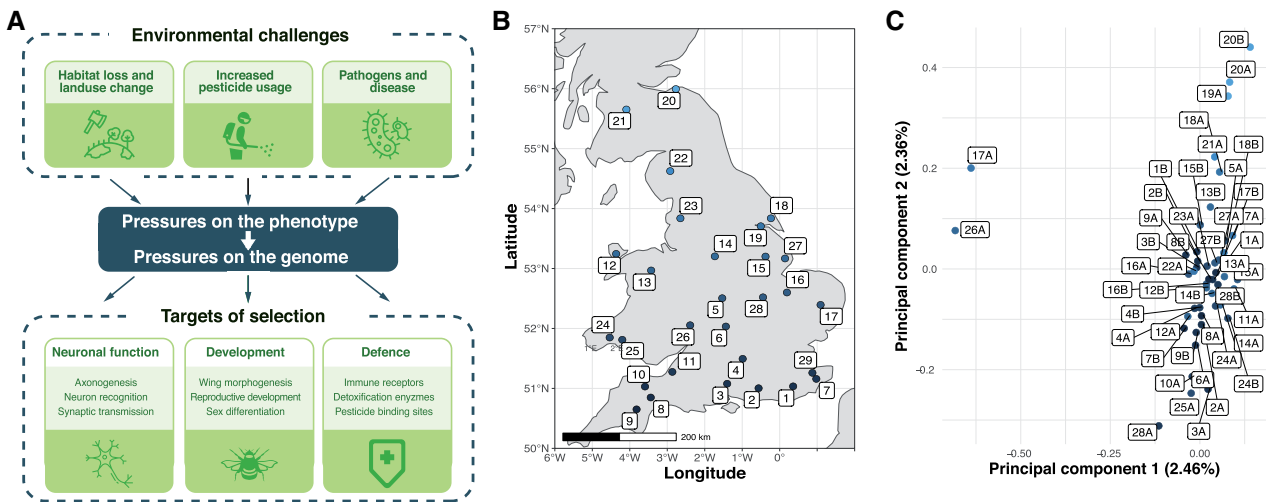 A
Environmental challenges
Habitat loss and
landuse change
Increased
pesticide usage
Pathogens and
disease
Pressures on the phenotype
Pressures on the genome
Targets of selection
Neuronal function
Axonogenesis
Neuron recognition
Synaptic transmission
Development
Wing morphogenesis
Reproductive development
Sex differentiation
Defence
Immune receptors
Detoxification enyzmes
Pesticide binding sites
B
57°N
56°N
55°N
54°N
53°N
52°N
51°N
50°N
Latitude
20
21
22
23
18
19
14
27
12
13
15
16
5
28
17
24
26
6
25
11
29
10
4
3
2
1
7
8
9
200 km
6°W
4°W
2°W
0°
Longitude
C
0.4
0.2
0.0
−0.2
Principal component 2 (2.36%)
20B
20A
19A
18A
21A
18B
17A
1B
15B
5A
2B
13B
17B
9A
23A
27A
7A
26A
3B
8B
27B
1A
16A
22A
13A
15A
16B
12B
14B
28B
4B
11A
4A
12A
8A
14A
7B
9B
24A
10A
6A
24B
25A
2A
28A
3A
−0.50
−0.25
0.00
Principal component 1 (2.46%)